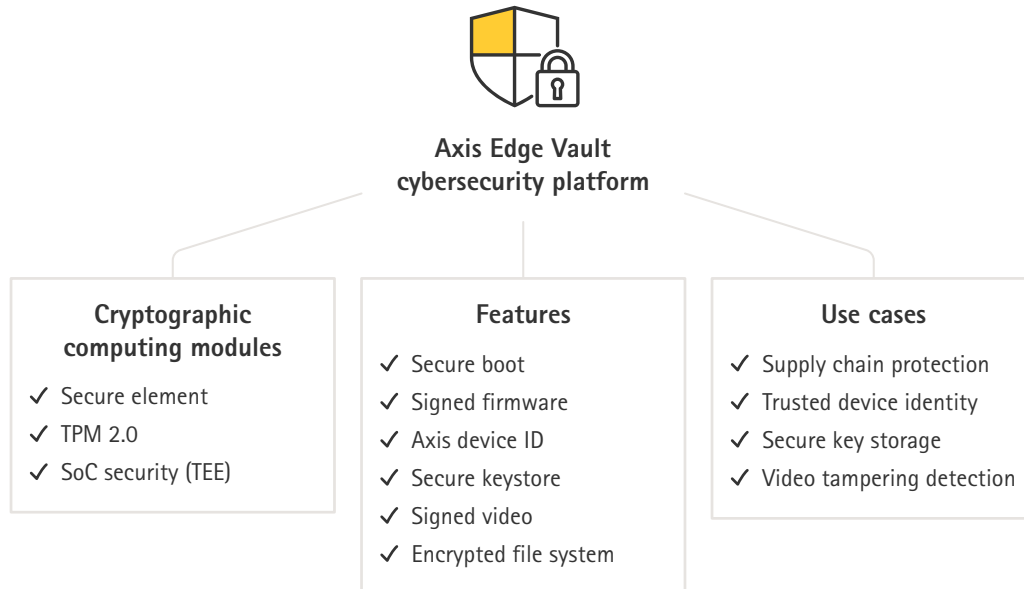 Axis Edge Vault
cybersecurity platform
Cryptographic
computing modules
Secure element
TPM 2.0
SoC security (TEE)
Features
Secure boot
Signed firmware
Axis device ID
Secure keystore
Signed video
Encrypted file system
Use cases
Supply chain protection
Trusted device identity
Secure key storage
Video tampering detection